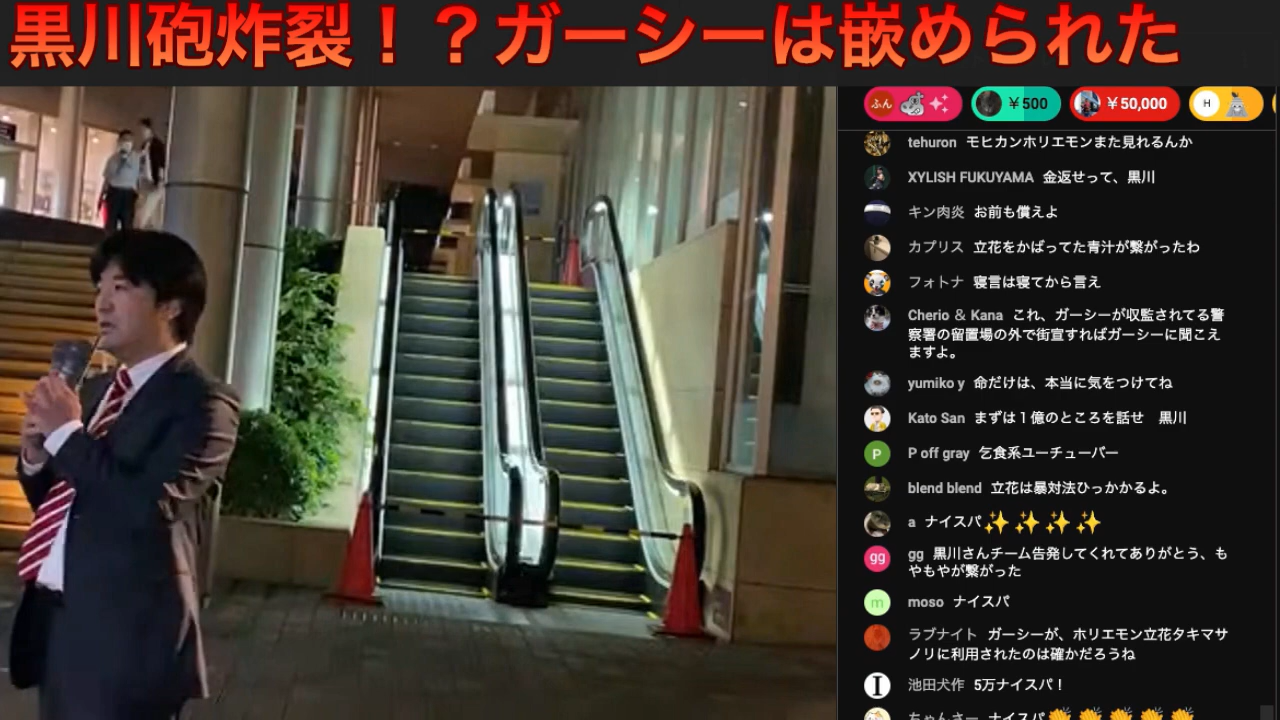 黒川砲炸裂！？ガーシーは嵌められた
ふん ￥500 ￥50,000 H
tehuron モヒカンホリエモンまた見れるんか
XYLISH FUKUYAMA 金返せって、黒川
キン肉炎 お前も償えよ
カプリス 立花をかばってた青汁が繋がったわ
フォトナ 寝言は寝てから言え
Cherio & Kana これ、ガーシーが収監されてる警
察署の留置場の外で街宣すればガーシーに聞こえ
ますよ。
yumiko y 命だけは、本当に気をつけてね
Kato San まずは１億のところを話せ　黒川
P P off gray 乞食系ユーチューバー
blend blend 立花は暴対法ひっかかるよ。
a ナイスパ✨✨✨✨
gg gg 黒川さんチーム告発してくれてありがとう、も
やもやが繋がった
m moso ナイスパ
ラブナイト ガーシーが、ホリエモン立花タキマサ
ノリに利用されたのは確かだろうね
I 池田犬作 5万ナイスパ！
ちゃんさー ナイスパ👏👏👏👏👏